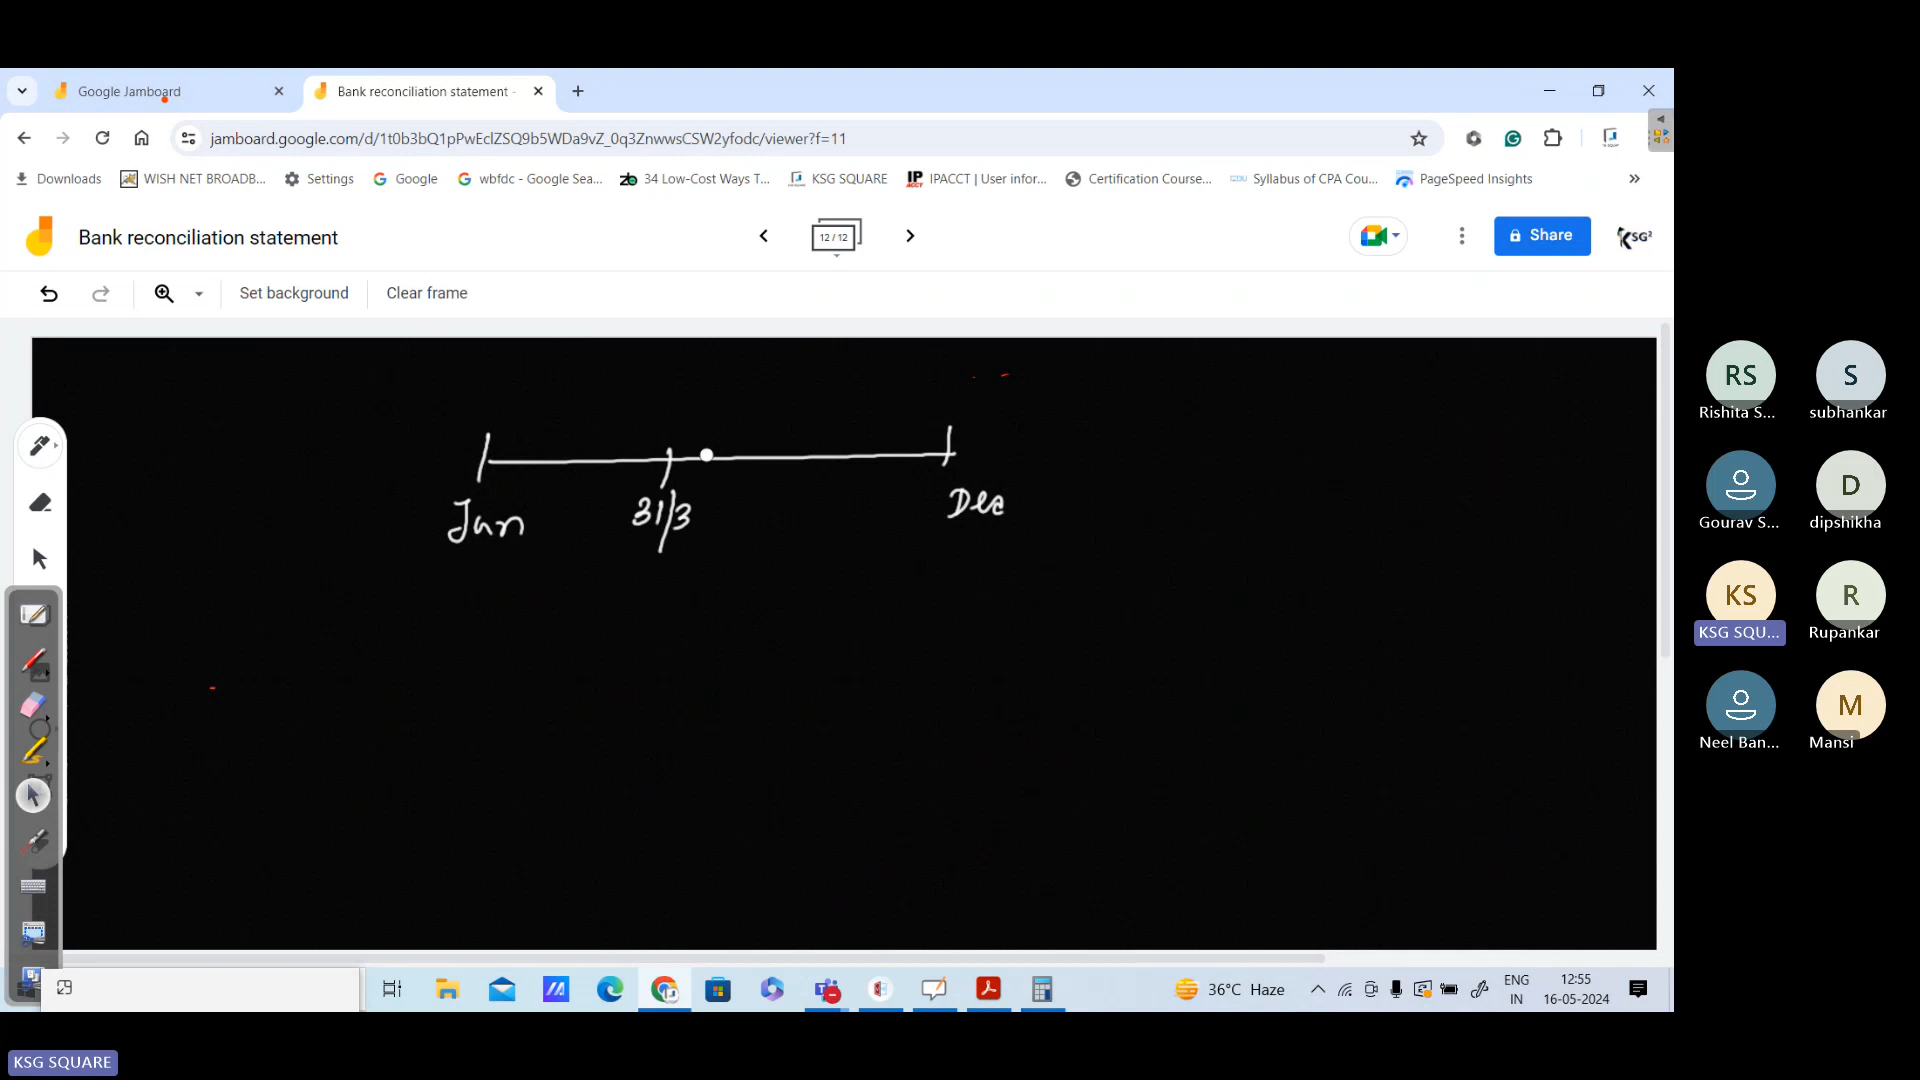 Google Jamboard
Bank reconciliation statement -
jamboard.google.com/d/1t0b3bQ1pPwEclZSQ9b5WDa9vZ_0q3ZnwwsCSW2yfodc/viewer?f=11
Downloads WISH NET BROADB... Settings Google wbfdc - Google Sea... 34 Low-Cost Ways T... KSG SQUARE IPACCT | User infor... Certification Course... Syllabus of CPA Cou... PageSpeed Insights
Bank reconciliation statement
12 / 12
Share
KSG²
Set background Clear frame
Jan 31/3 Dec
RS S
Rishita S... subhankar
D
Gourav S... dipshikha
KS R
KSG SQU... Rupankar
M
Neel Ban... Mansi
36°C Haze
ENG
IN
12:55
16-05-2024
KSG SQUARE